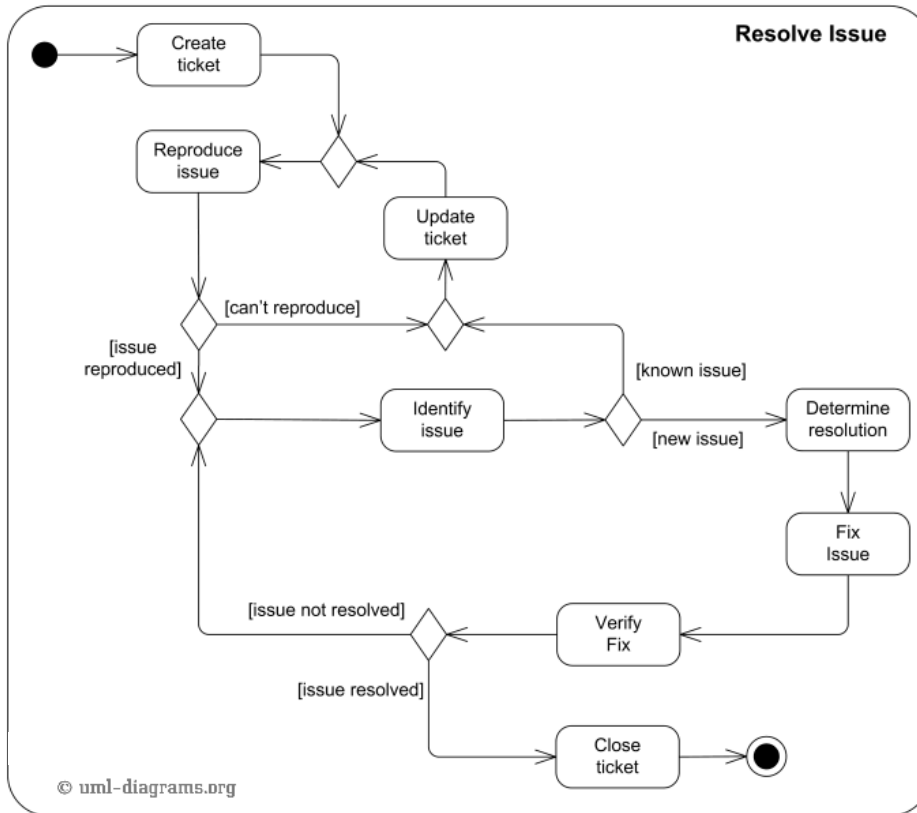 Resolve Issue
Create
ticket
Reproduce
issue
Update
ticket
[can't reproduce]
[issue
reproduced]
[known issue]
Identify
issue
Determine
resolution
[new issue]
Fix
Issue
[issue not resolved]
Verify
Fix
[issue resolved]
Close
ticket
© uml-diagrams.org